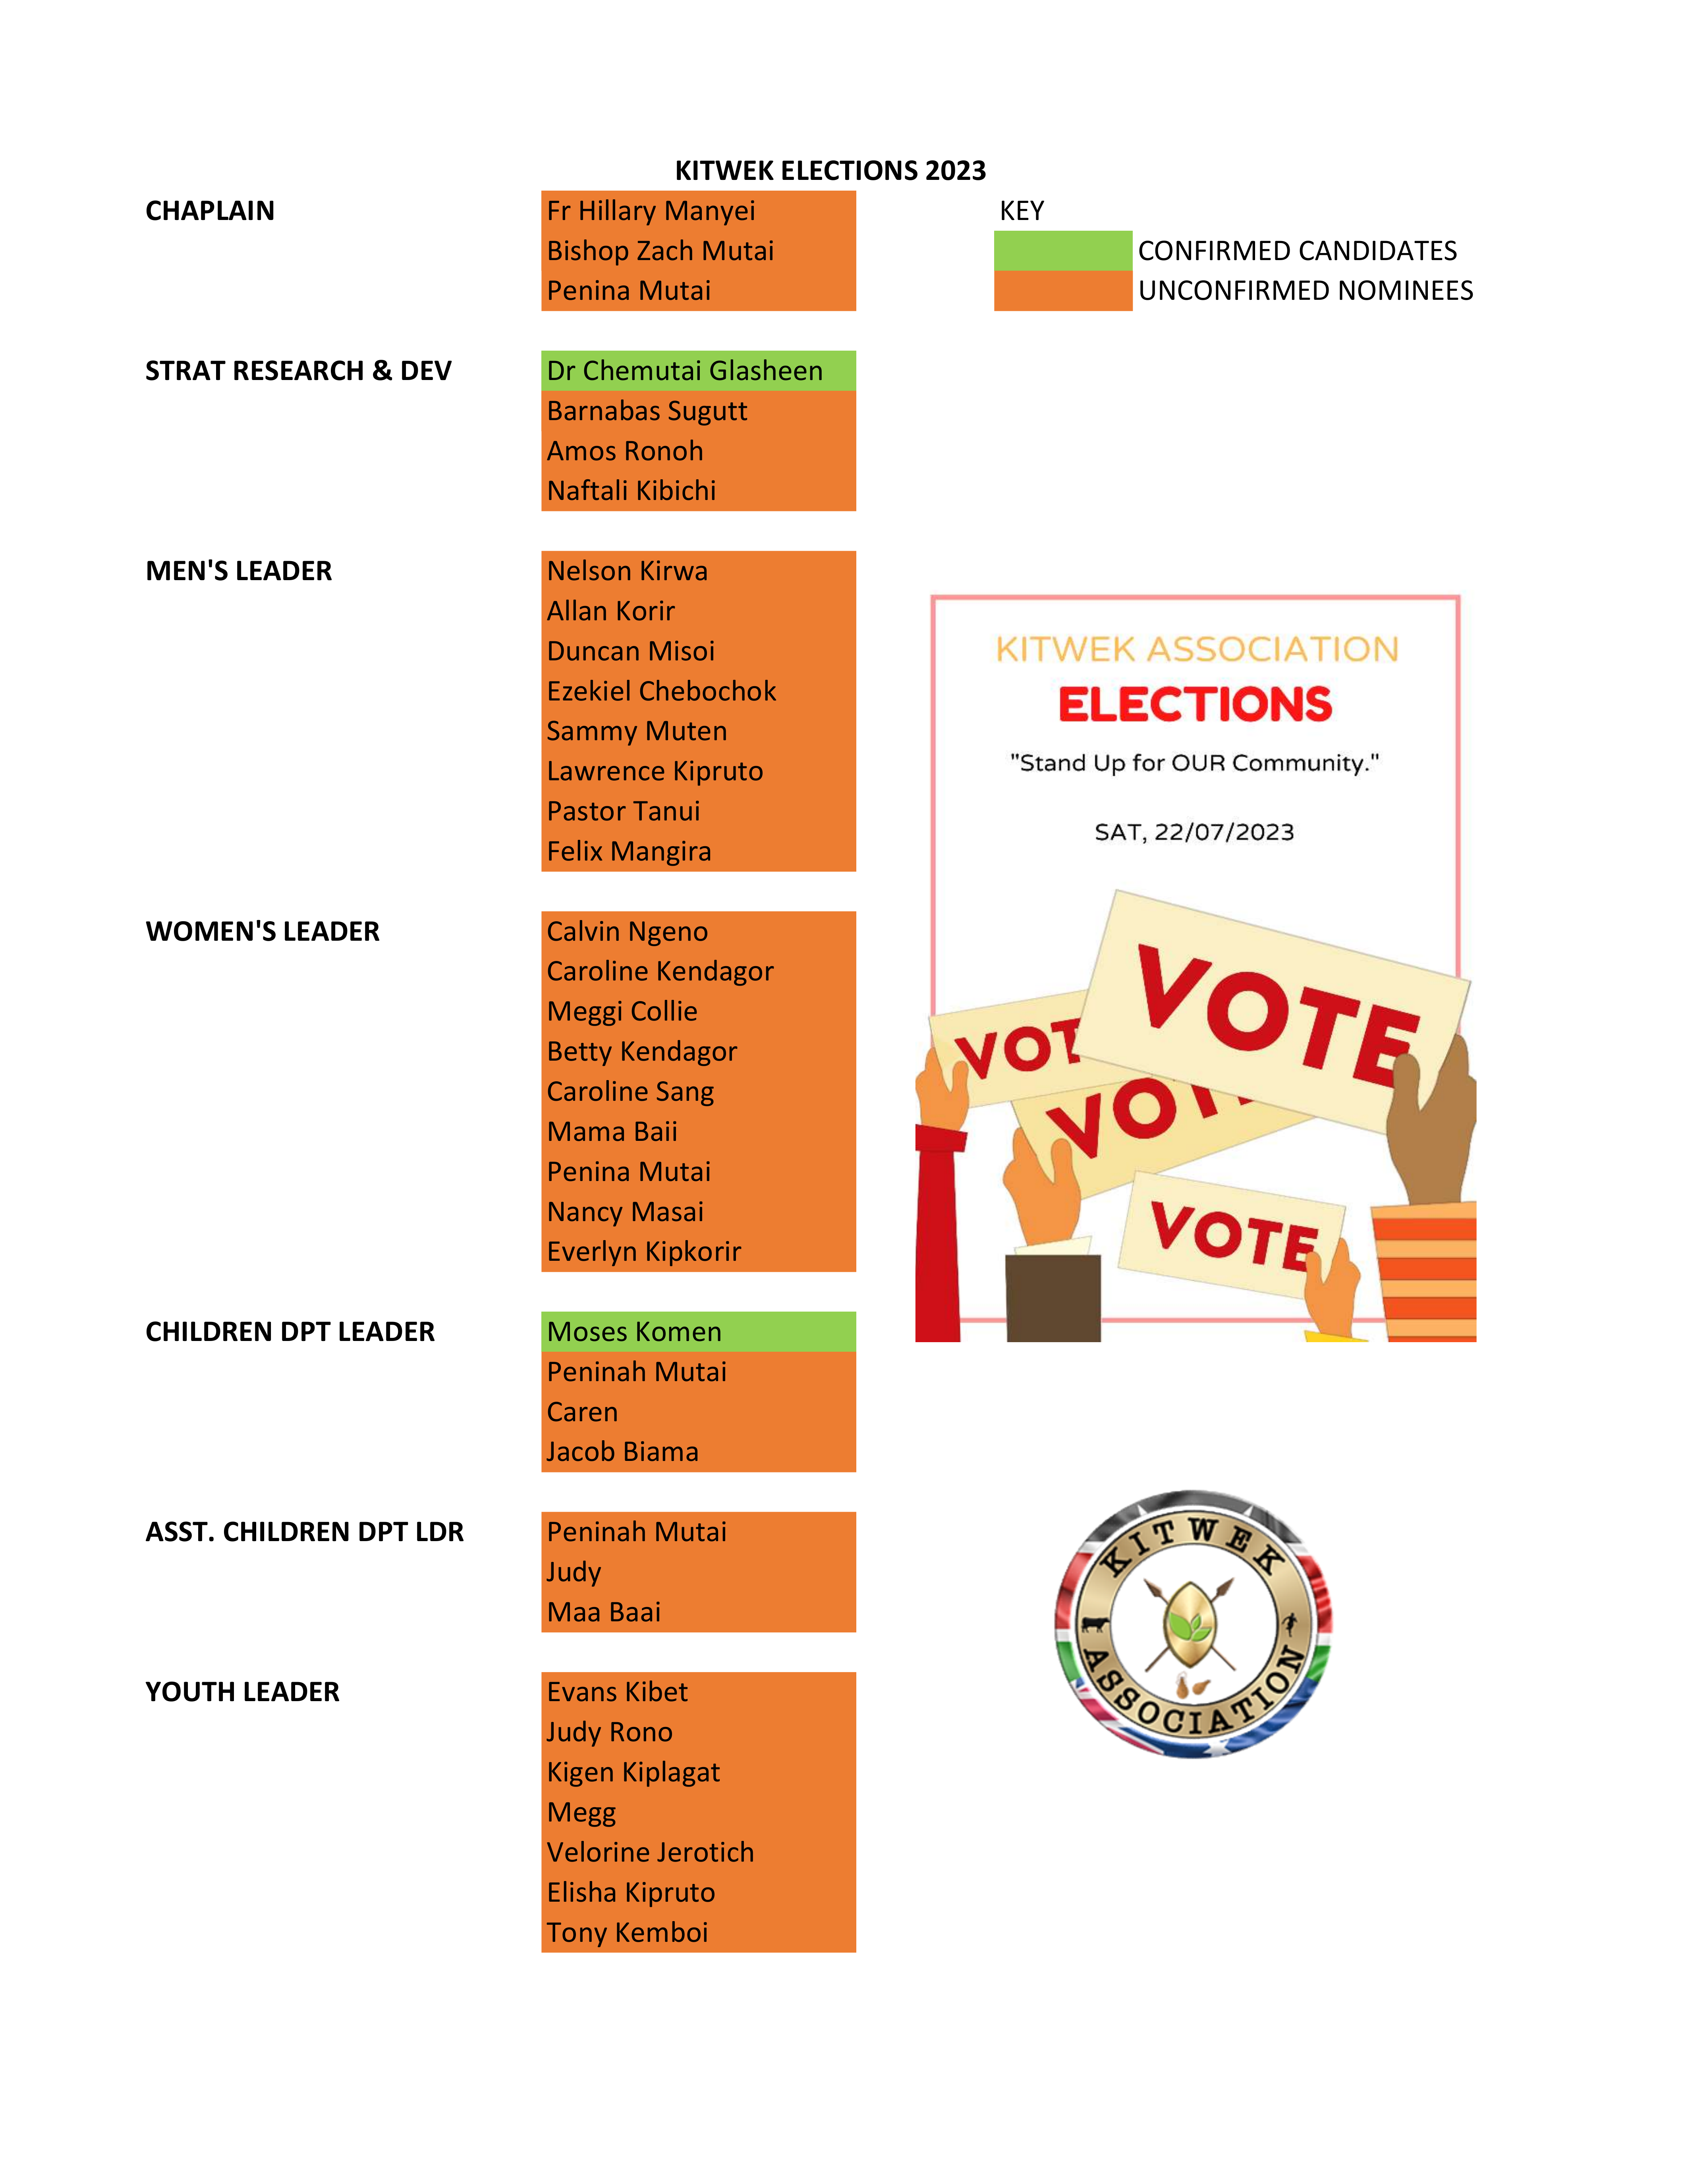 KITWEK ELECTIONS 2023
CHAPLAIN
Fr Hillary Manyei
Bishop Zach Mutai
Penina Mutai
KEY
CONFIRMED CANDIDATES
UNCONFIRMED NOMINEES
STRAT RESEARCH & DEV
Dr Chemutai Glasheen
Barnabas Sugutt
Amos Ronoh
Naftali Kibichi
MEN'S LEADER
Nelson Kirwa
Allan Korir
Duncan Misoi
Ezekiel Chebochok
Sammy Muten
Lawrence Kipruto
Pastor Tanui
Felix Mangira
KITWEK ASSOCIATION
ELECTIONS
"Stand Up for OUR Community."
SAT, 22/07/2023
VOTE
VOT
VOT
VOTE
WOMEN'S LEADER
Calvin Ngeno
Caroline Kendagor
Meggi Collie
Betty Kendagor
Caroline Sang
Mama Baii
Penina Mutai
Nancy Masai
Everlyn Kipkorir
CHILDREN DPT LEADER
Moses Komen
Peninah Mutai
Caren
Jacob Biama
ASST. CHILDREN DPT LDR
Peninah Mutai
Judy
Maa Baai
KITWEK
ASSOCIATION
YOUTH LEADER
Evans Kibet
Judy Rono
Kigen Kiplagat
Megg
Velorine Jerotich
Elisha Kipruto
Tony Kemboi